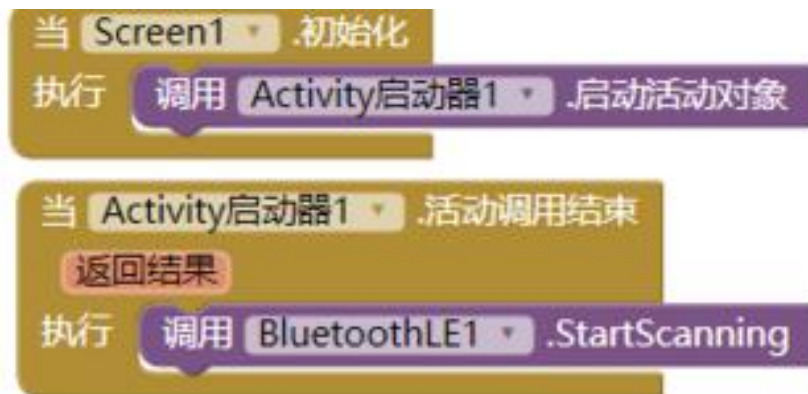 当 Screen1 .初始化
执行 调用 Activity启动器1 .启动活动对象
当 Activity启动器1 .活动调用结束
返回结果
执行 调用 BluetoothLE1 .StartScanning